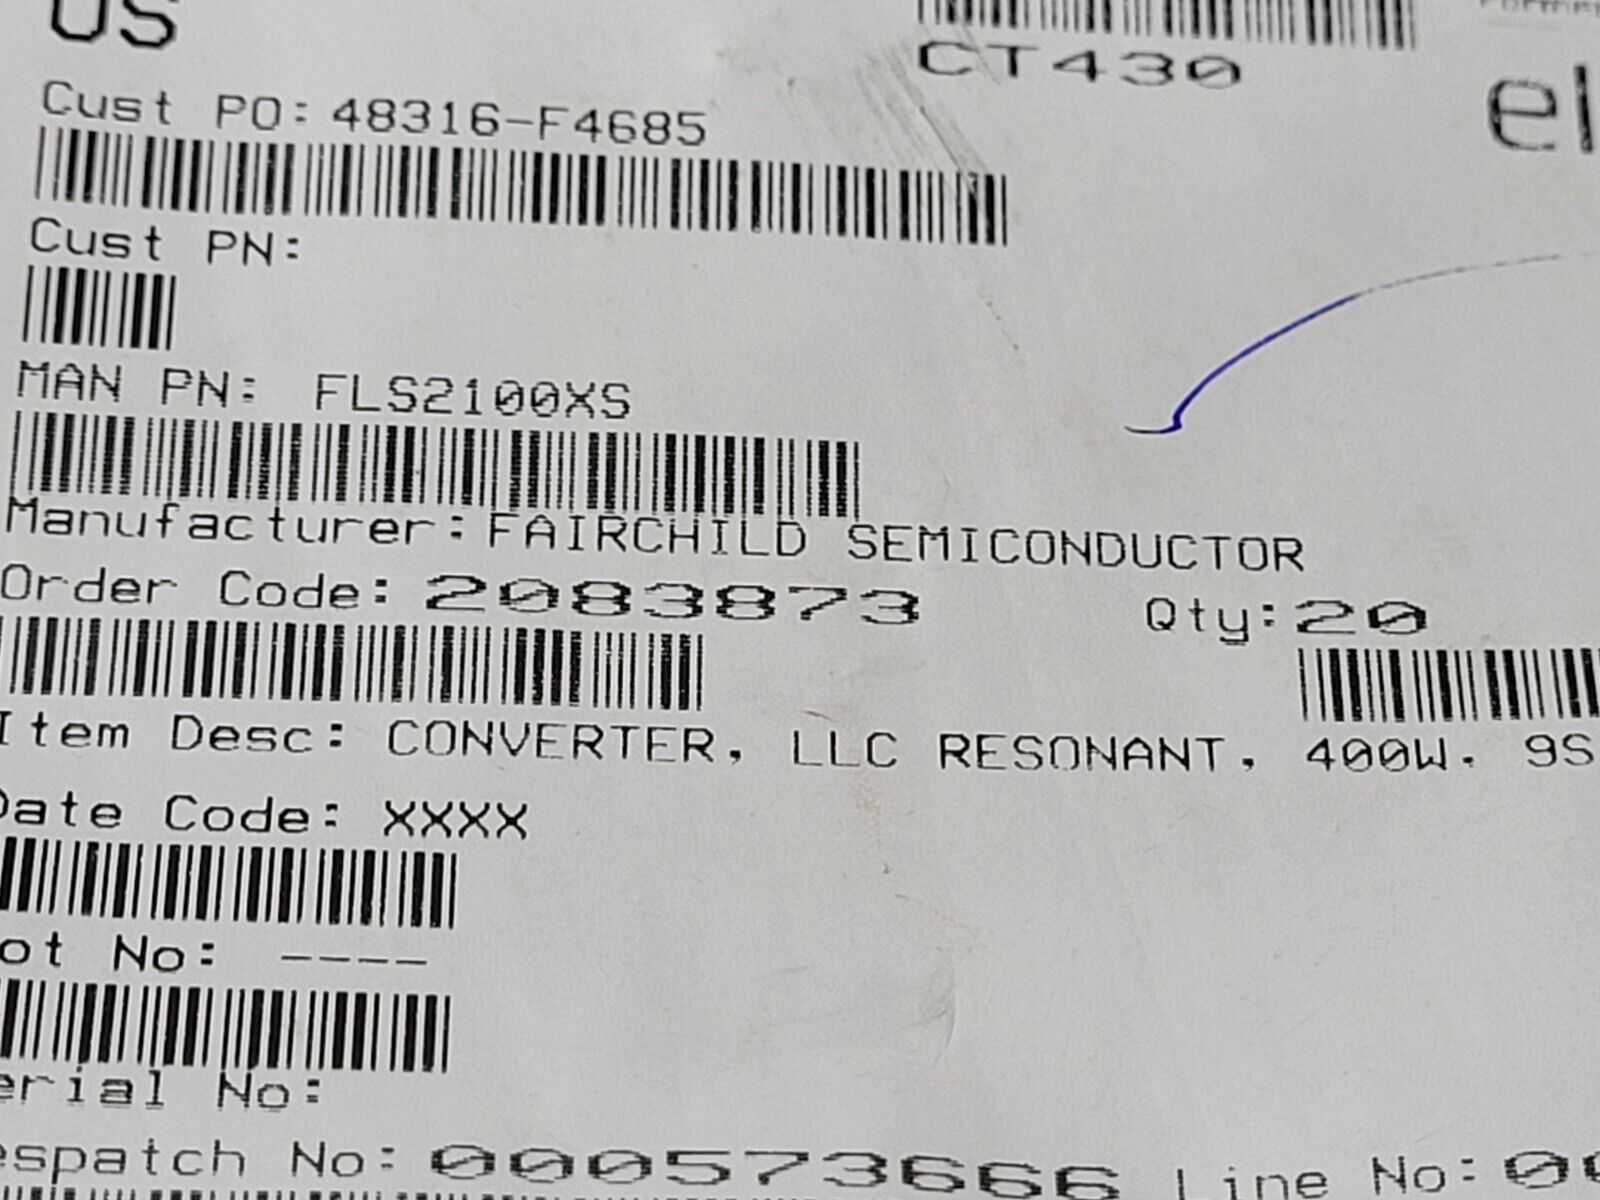 US
CT430
el
Cust PO: 48316-F4685
Cust PN:
MAN PN: FLS2100XS
Manufacturer: FAIRCHILD SEMICONDUCTOR
Order Code: 2083873 Qty: 20
Item Desc: CONVERTER, LLC RESONANT, 400W, 9S
Date Code: XXXX
ot No: ----
erial No:
espatch No: 000573666 Line No: 00